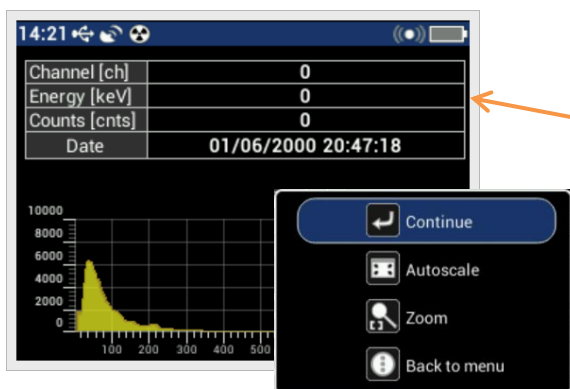 14:21
Channel [ch] 0
Energy [keV] 0
Counts [cnts] 0
Date 01/06/2000 20:47:18
10000
8000
6000
4000
2000
0
100 200 300 400 500
Continue
Autoscale
Zoom
Back to menu